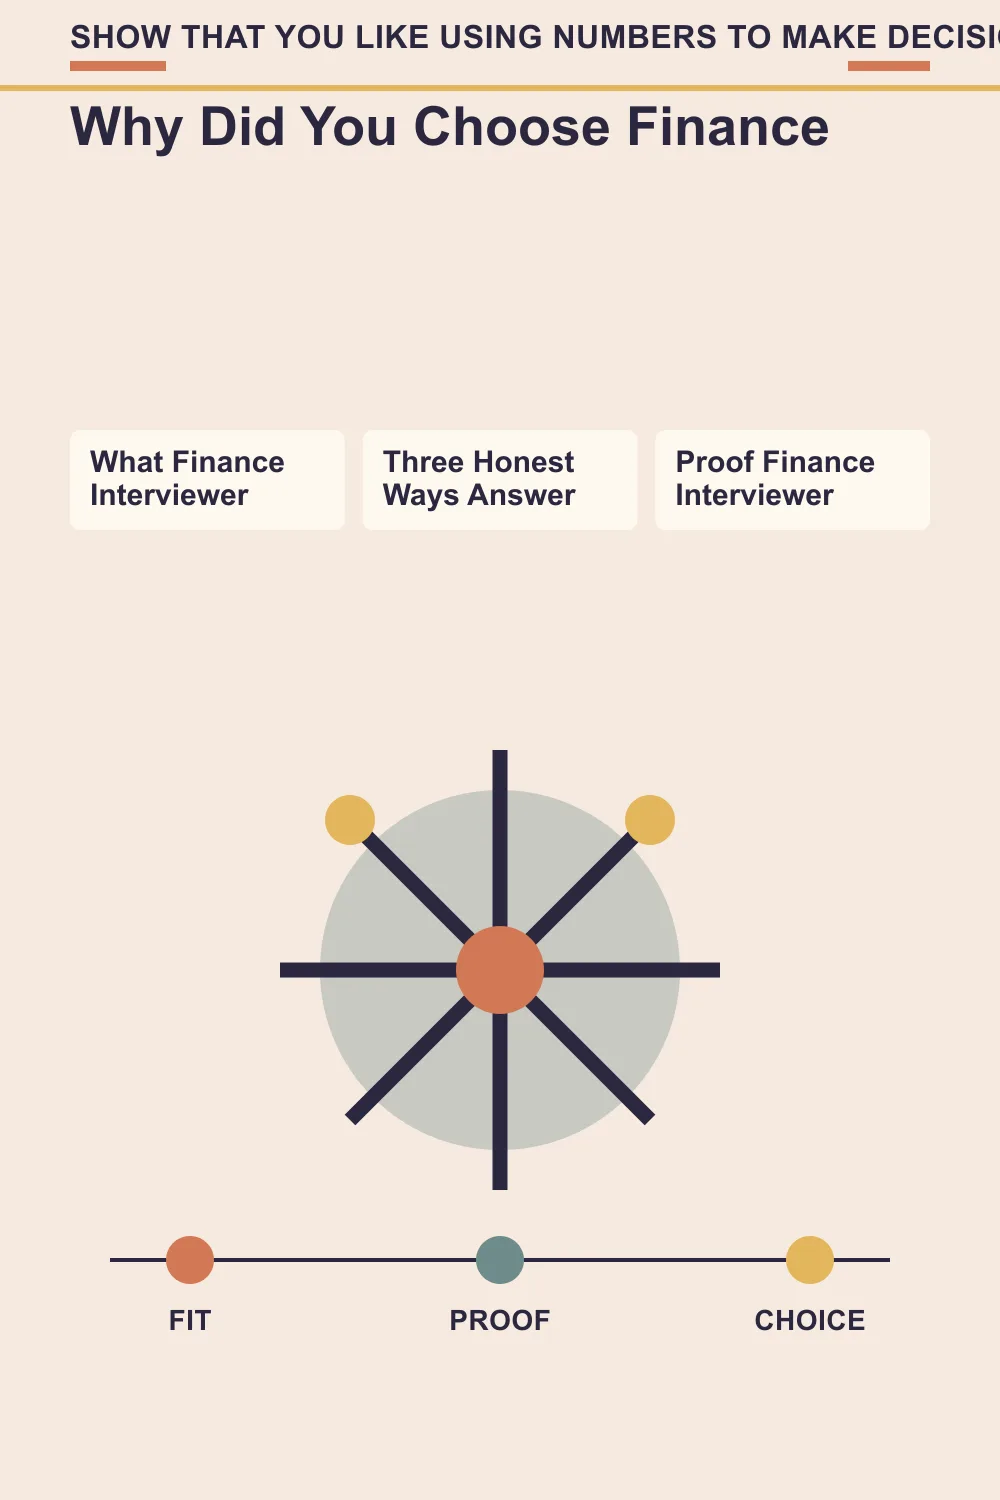 SHOW THAT YOU LIKE USING NUMBERS TO MAKE
Why Did You Choose Finance
What Finance
Interviewer
Three Honest
Ways Answer
Proof Finance
Interviewer
FIT
PROOF
CHOICE